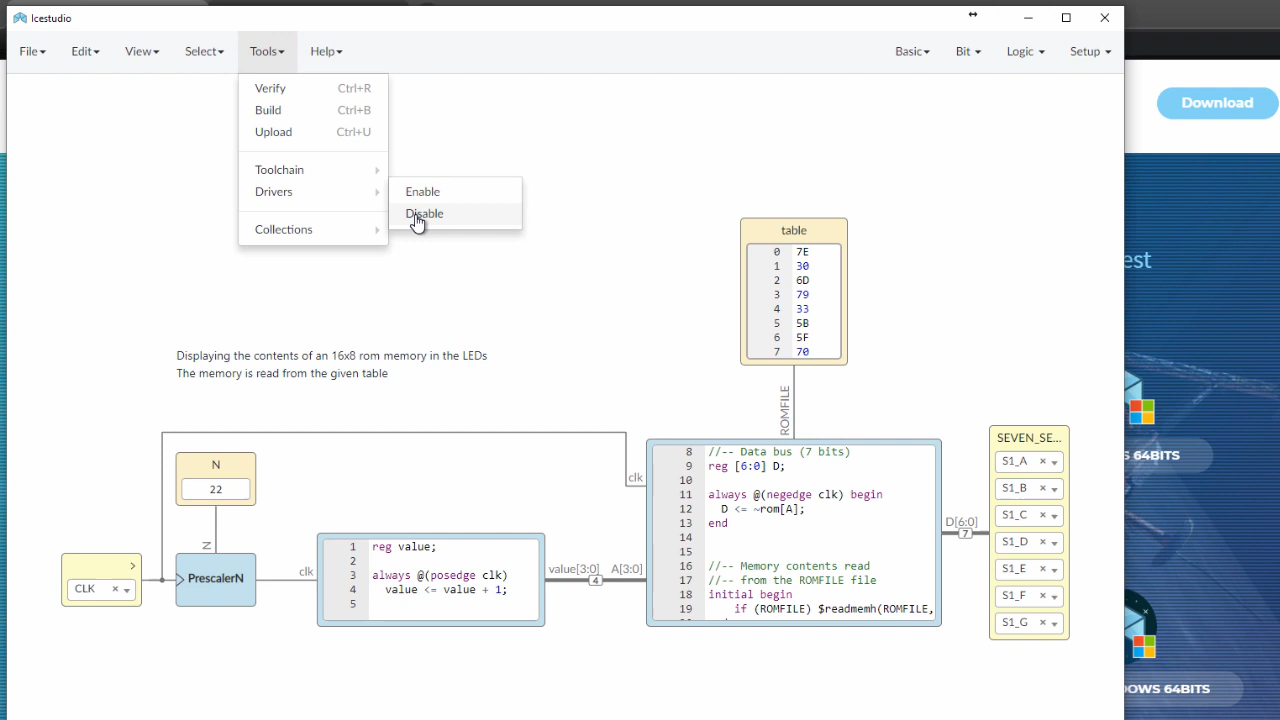 Icestudio
File Edit View Select Tools Help Basic Bit Logic Setup
Verify Ctrl+R
Build Ctrl+B
Upload Ctrl+U
Toolchain
Drivers
Collections
Enable
Disable
Download
est
table
0 7E
1 30
2 6D
3 79
4 33
5 5B
6 5F
7 70
ROMFILE
Displaying the contents of an 16x8 rom memory in the LEDs
The memory is read from the given table
N
22
N
CLK
PrescalerN
clk
1 reg value;
2
3 always @(posedge clk)
4 value <= value + 1;
5
value[3:0] A[3:0]
4
clk
8 //-- Data bus (7 bits)
9 reg [6:0] D;
10
11 always @(negedge clk) begin
12 D <= ~rom[A];
13 end
14
15
16 //-- Memory contents read
17 //-- from the ROMFILE file
18 initial begin
19 if (ROMFILE) $readmemh(ROMFILE,
D[6:0]
7
SEVEN_SE...
S1_A
S1_B
S1_C
S1_D
S1_E
S1_F
S1_G
S 64BITS
DOWS 64BITS